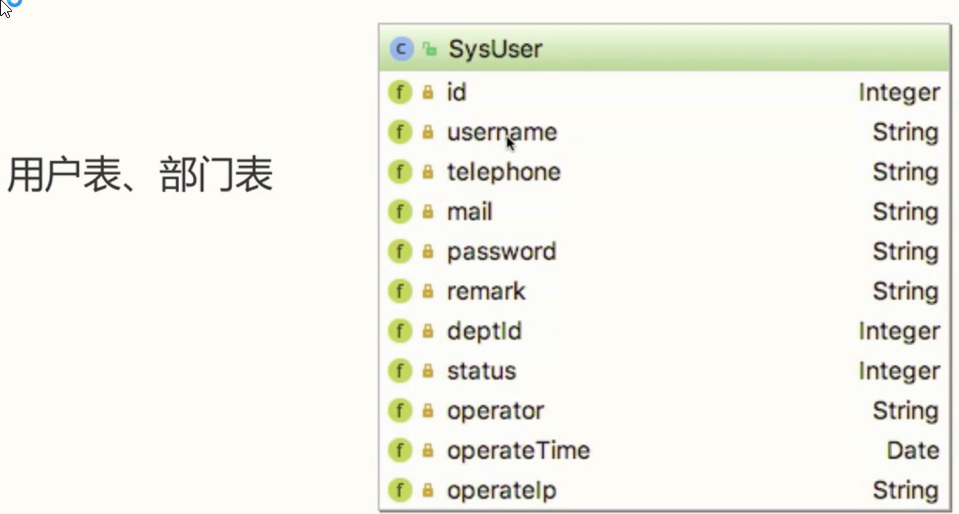 用户表、部门表
C SysUser
f id Integer
f username String
f telephone String
f mail String
f password String
f remark String
f deptId Integer
f status Integer
f operator String
f operateTime Date
f operateIp String